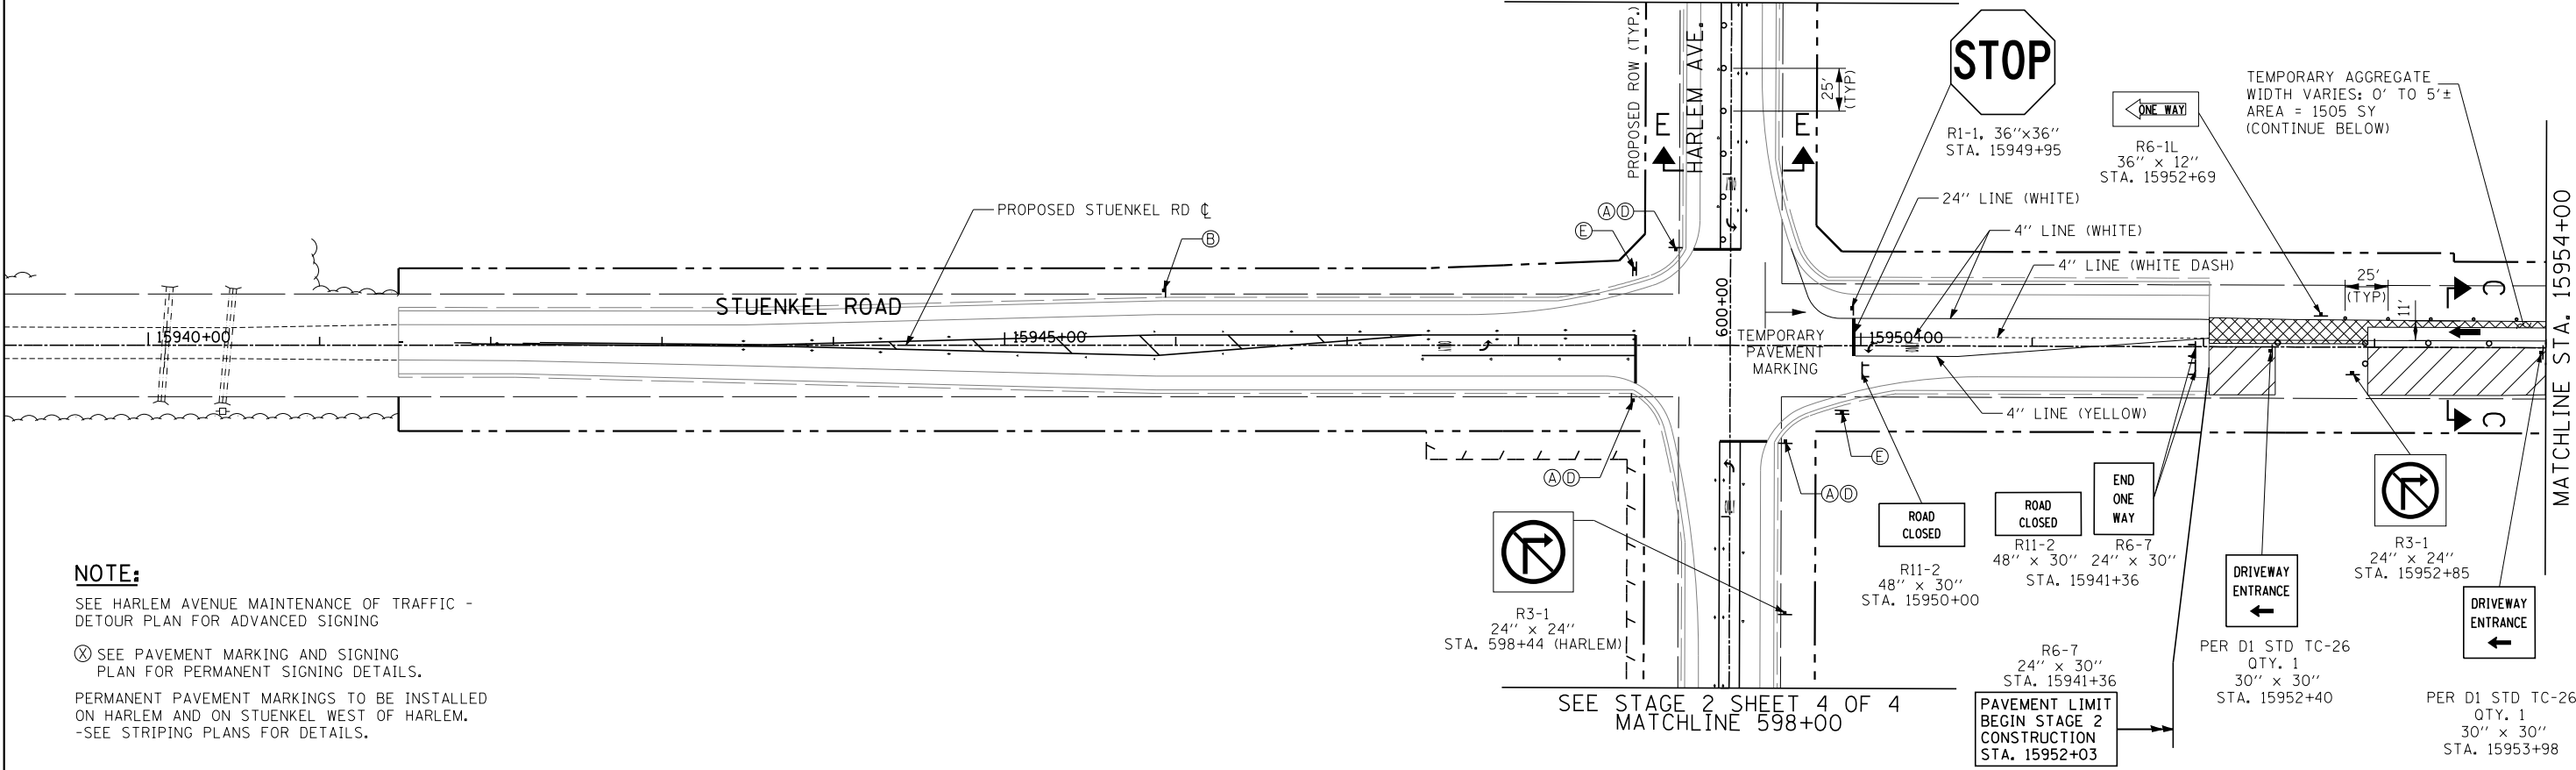 PROPOSED ROW (TYP.)
HARLEM AVE.
25'
(TYP)
E
E
STOP
R1-1, 36"x36"
STA. 15949+95
ONE WAY
R6-1L
36" x 12"
STA. 15952+69
TEMPORARY AGGREGATE
WIDTH VARIES: 0' TO 5'±
AREA = 1505 SY
(CONTINUE BELOW)
MATCHLINE STA. 15954+00
24" LINE (WHITE)
4" LINE (WHITE)
4" LINE (WHITE DASH)
25'
(TYP)
11'
C
C
PROPOSED STUENKEL RD ℄
B
A D
E
STUENKEL ROAD
15940+00
15945+00
600+00
15950+00
TEMPORARY
PAVEMENT
MARKING
4" LINE (YELLOW)
E
A D
A D
R3-1
24" x 24"
STA. 598+44 (HARLEM)
ROAD
CLOSED
R11-2
48" x 30"
STA. 15950+00
ROAD
CLOSED
R11-2
48" x 30"
END
ONE
WAY
R6-7
24" x 30"
STA. 15941+36
R6-7
24" x 30"
STA. 15941+36
PAVEMENT LIMIT
BEGIN STAGE 2
CONSTRUCTION
STA. 15952+03
DRIVEWAY
ENTRANCE
PER D1 STD TC-26
QTY. 1
30" x 30"
STA. 15952+40
R3-1
24" x 24"
STA. 15952+85
DRIVEWAY
ENTRANCE
PER D1 STD TC-26
QTY. 1
30" x 30"
STA. 15953+98
SEE STAGE 2 SHEET 4 OF 4
MATCHLINE 598+00
NOTE:
SEE HARLEM AVENUE MAINTENANCE OF TRAFFIC -
DETOUR PLAN FOR ADVANCED SIGNING
X SEE PAVEMENT MARKING AND SIGNING
PLAN FOR PERMANENT SIGNING DETAILS.
PERMANENT PAVEMENT MARKINGS TO BE INSTALLED
ON HARLEM AND ON STUENKEL WEST OF HARLEM.
-SEE STRIPING PLANS FOR DETAILS.